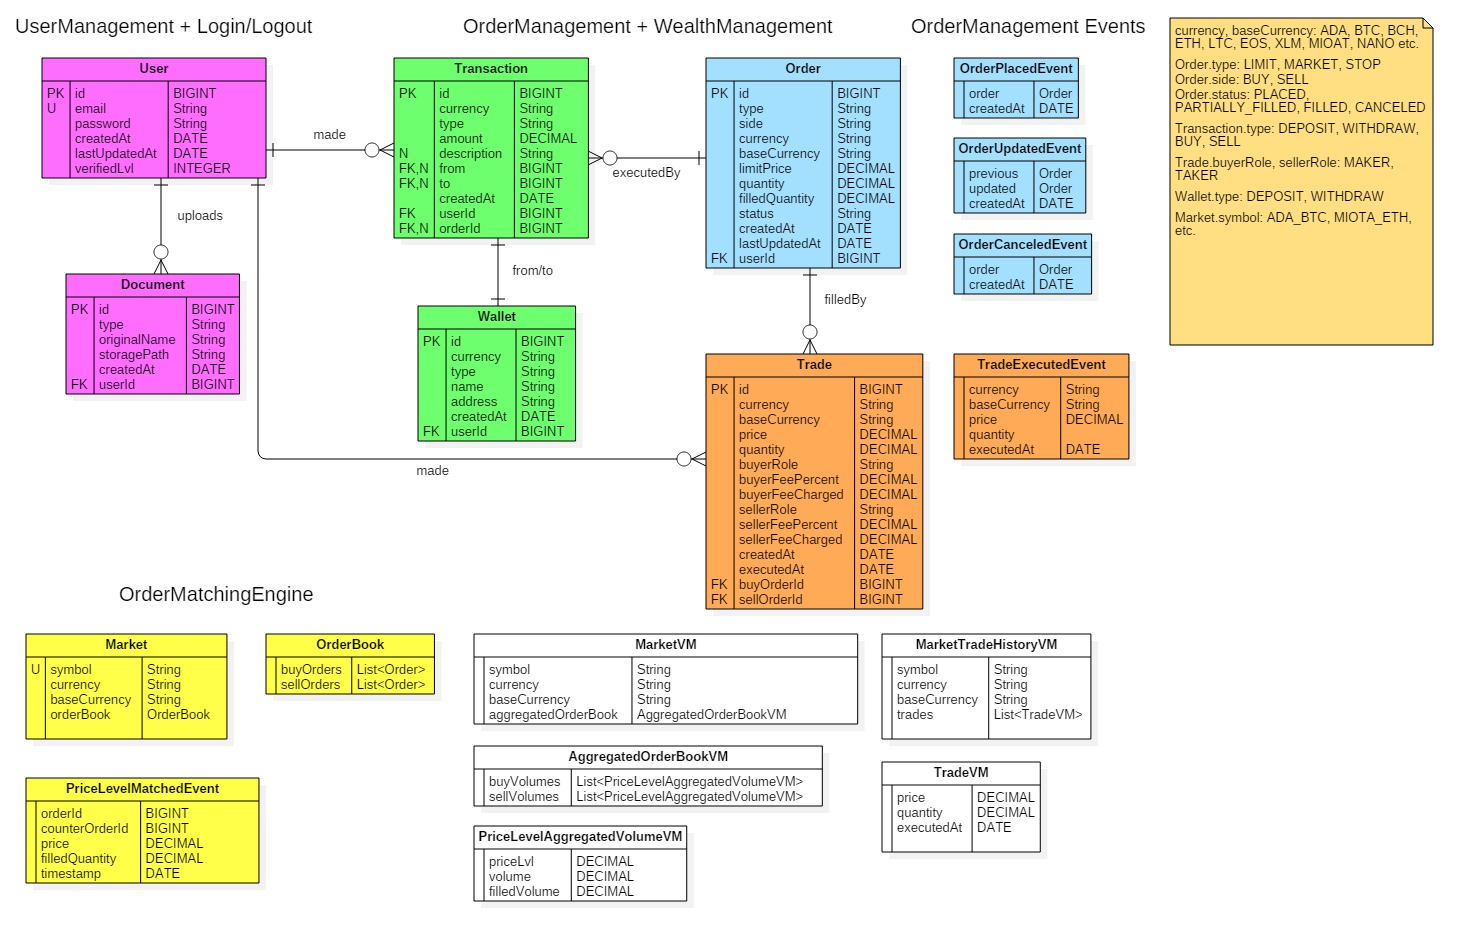 UserManagement + Login/Logout
OrderManagement + WealthManagement
OrderManagement Events
User
PK id BIGINT
U email String
password String
createdAt DATE
lastUpdatedAt DATE
verifiedLvl INTEGER
made
uploads
Document
PK id BIGINT
type String
originalName String
storagePath String
createdAt DATE
FK userId BIGINT
Transaction
PK id BIGINT
currency String
type String
amount DECIMAL
N description String
FK,N from BIGINT
FK,N to BIGINT
createdAt DATE
FK userId BIGINT
FK,N orderId BIGINT
executedBy
from/to
Wallet
PK id BIGINT
currency String
type String
name String
address String
createdAt DATE
FK userId BIGINT
made
Order
PK id BIGINT
type String
side String
currency String
baseCurrency String
limitPrice DECIMAL
quantity DECIMAL
filledQuantity DECIMAL
status String
createdAt DATE
lastUpdatedAt DATE
FK userId BIGINT
filledBy
Trade
PK id BIGINT
currency String
baseCurrency String
price DECIMAL
quantity DECIMAL
buyerRole String
buyerFeePercent DECIMAL
buyerFeeCharged DECIMAL
sellerRole String
sellerFeePercent DECIMAL
sellerFeeCharged DECIMAL
createdAt DATE
executedAt DATE
FK buyOrderId BIGINT
FK sellOrderId BIGINT
OrderPlacedEvent
order Order
createdAt DATE
OrderUpdatedEvent
previous Order
updated Order
createdAt DATE
OrderCanceledEvent
order Order
createdAt DATE
TradeExecutedEvent
currency String
baseCurrency String
price DECIMAL
quantity
executedAt DATE
currency, baseCurrency: ADA, BTC, BCH,
ETH, LTC, EOS, XLM, MIOAT, NANO etc.
Order.type: LIMIT, MARKET, STOP
Order.side: BUY, SELL
Order.status: PLACED,
PARTIALLY_FILLED, FILLED, CANCELED
Transaction.type: DEPOSIT, WITHDRAW,
BUY, SELL
Trade.buyerRole, sellerRole: MAKER,
TAKER
Wallet.type: DEPOSIT, WITHDRAW
Market.symbol: ADA_BTC, MIOTA_ETH,
etc.
OrderMatchingEngine
Market
U symbol String
currency String
baseCurrency String
orderBook OrderBook
OrderBook
buyOrders List<Order>
sellOrders List<Order>
PriceLevelMatchedEvent
orderId BIGINT
counterOrderId BIGINT
price DECIMAL
filledQuantity DECIMAL
timestamp DATE
MarketVM
symbol String
currency String
baseCurrency String
aggregatedOrderBook AggregatedOrderBookVM
AggregatedOrderBookVM
buyVolumes List<PriceLevelAggregatedVolumeVM>
sellVolumes List<PriceLevelAggregatedVolumeVM>
PriceLevelAggregatedVolumeVM
priceLvl DECIMAL
volume DECIMAL
filledVolume DECIMAL
MarketTradeHistoryVM
symbol String
currency String
baseCurrency String
trades List<TradeVM>
TradeVM
price DECIMAL
quantity DECIMAL
executedAt DATE